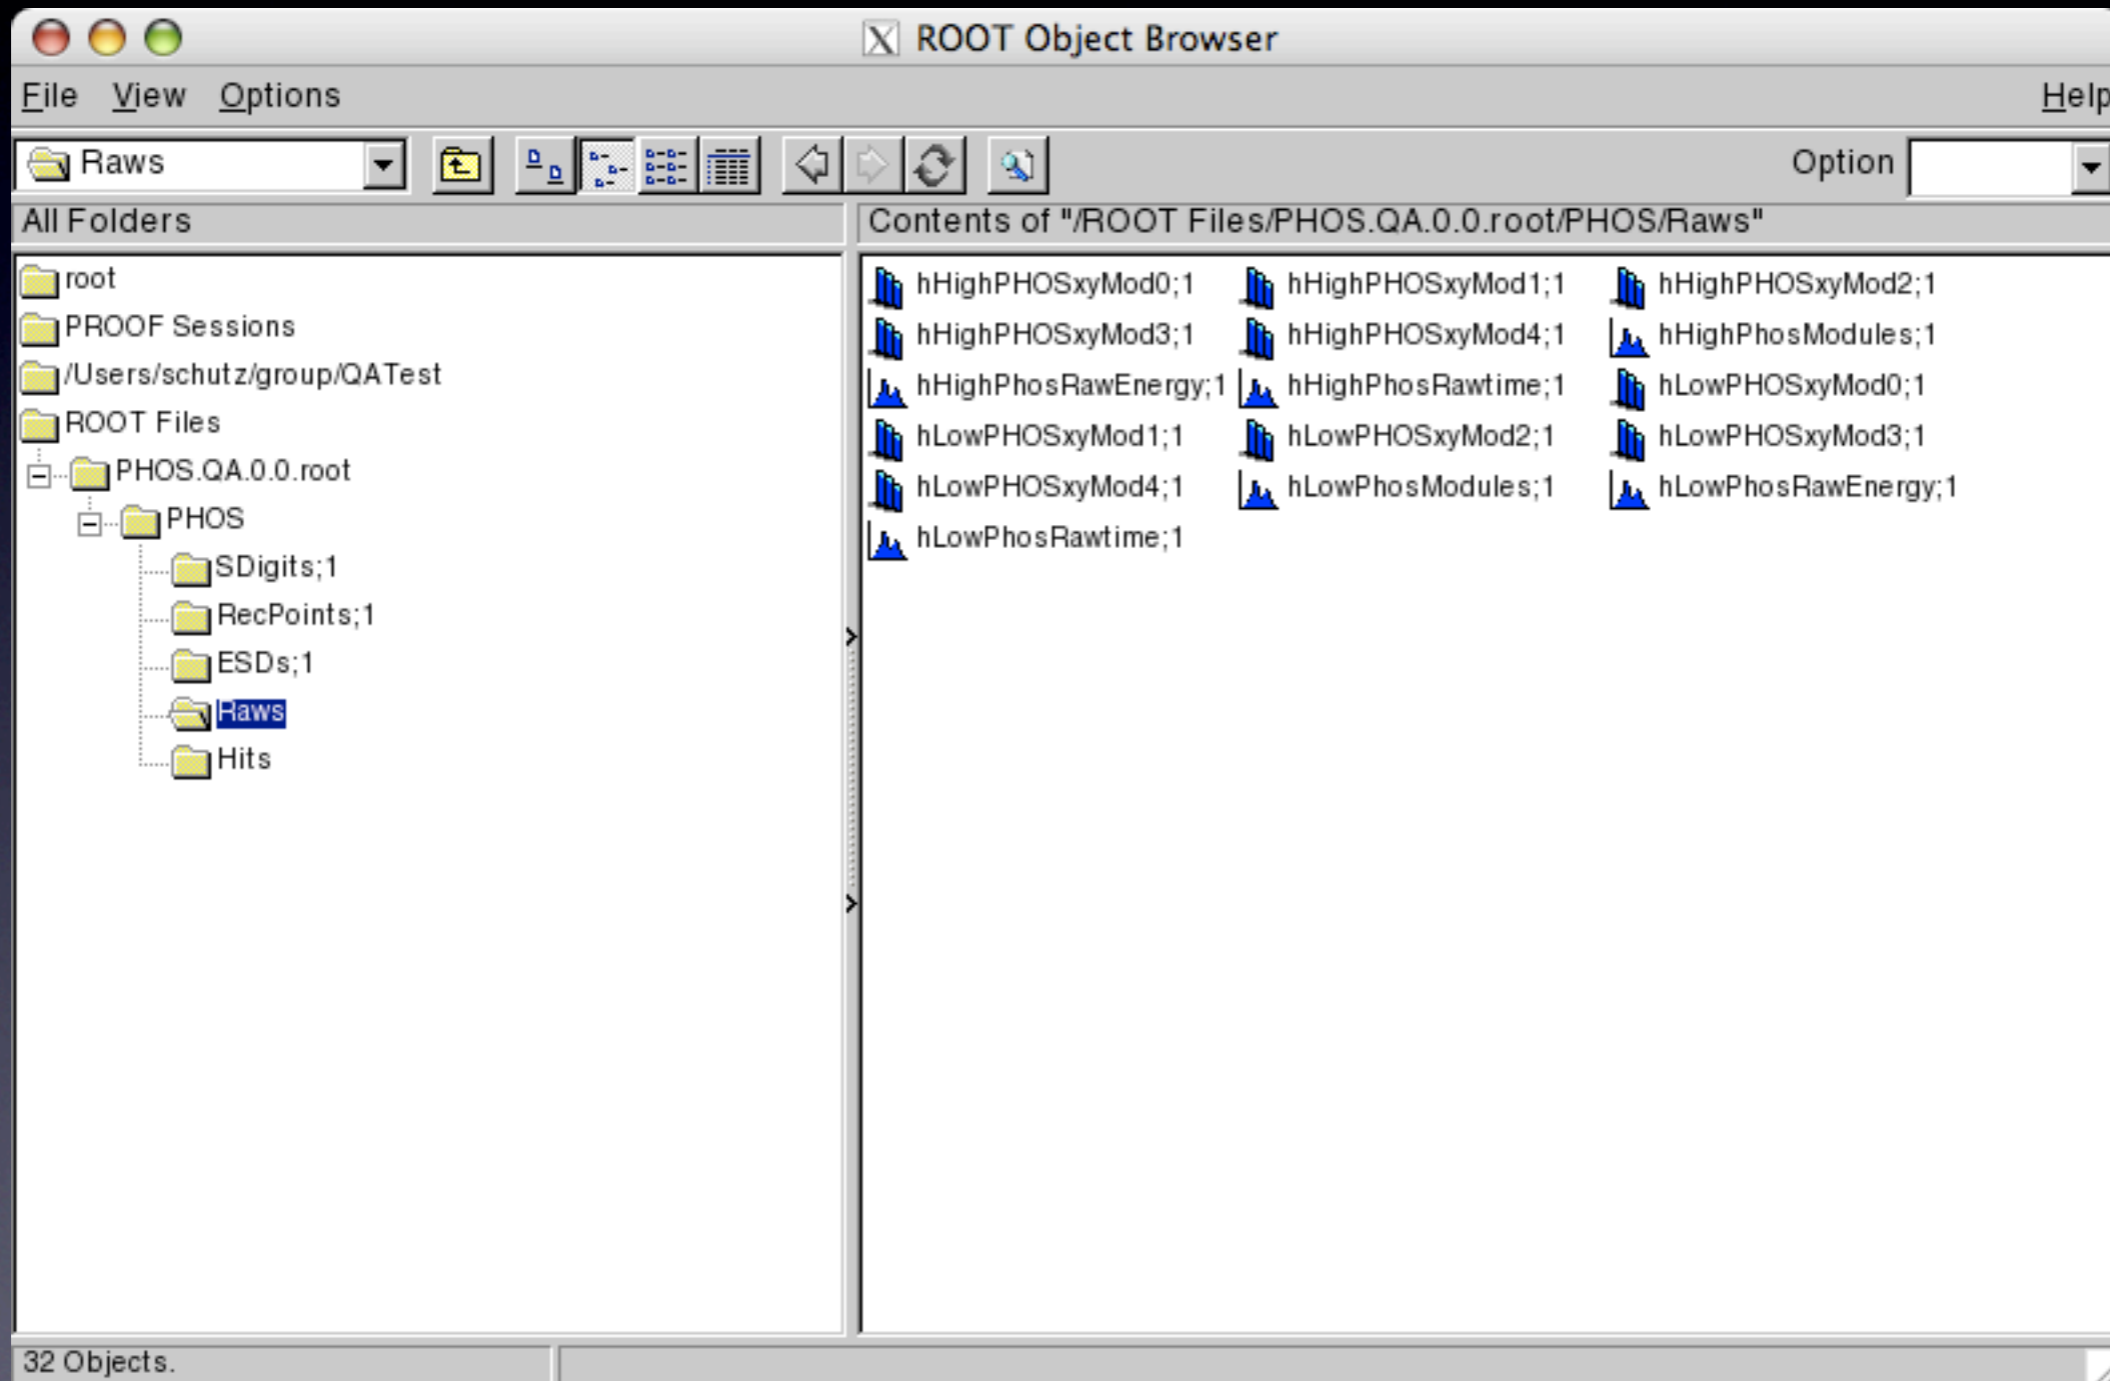 ROOT Object Browser
File View Options Help
Raws Option
All Folders
Contents of "/ROOT Files/PHOS.QA.0.0.root/PHOS/Raws"
root
PROOF Sessions
/Users/schutz/group/QATest
ROOT Files
PHOS.QA.0.0.root
PHOS
SDigits;1
RecPoints;1
ESDs;1
Raws
Hits
hHighPHOSxyMod0;1 hHighPHOSxyMod1;1 hHighPHOSxyMod2;1
hHighPHOSxyMod3;1 hHighPHOSxyMod4;1 hHighPhosModules;1
hHighPhosRawEnergy;1 hHighPhosRawtime;1 hLowPHOSxyMod0;1
hLowPHOSxyMod1;1 hLowPHOSxyMod2;1 hLowPHOSxyMod3;1
hLowPHOSxyMod4;1 hLowPhosModules;1 hLowPhosRawEnergy;1
hLowPhosRawtime;1
32 Objects.